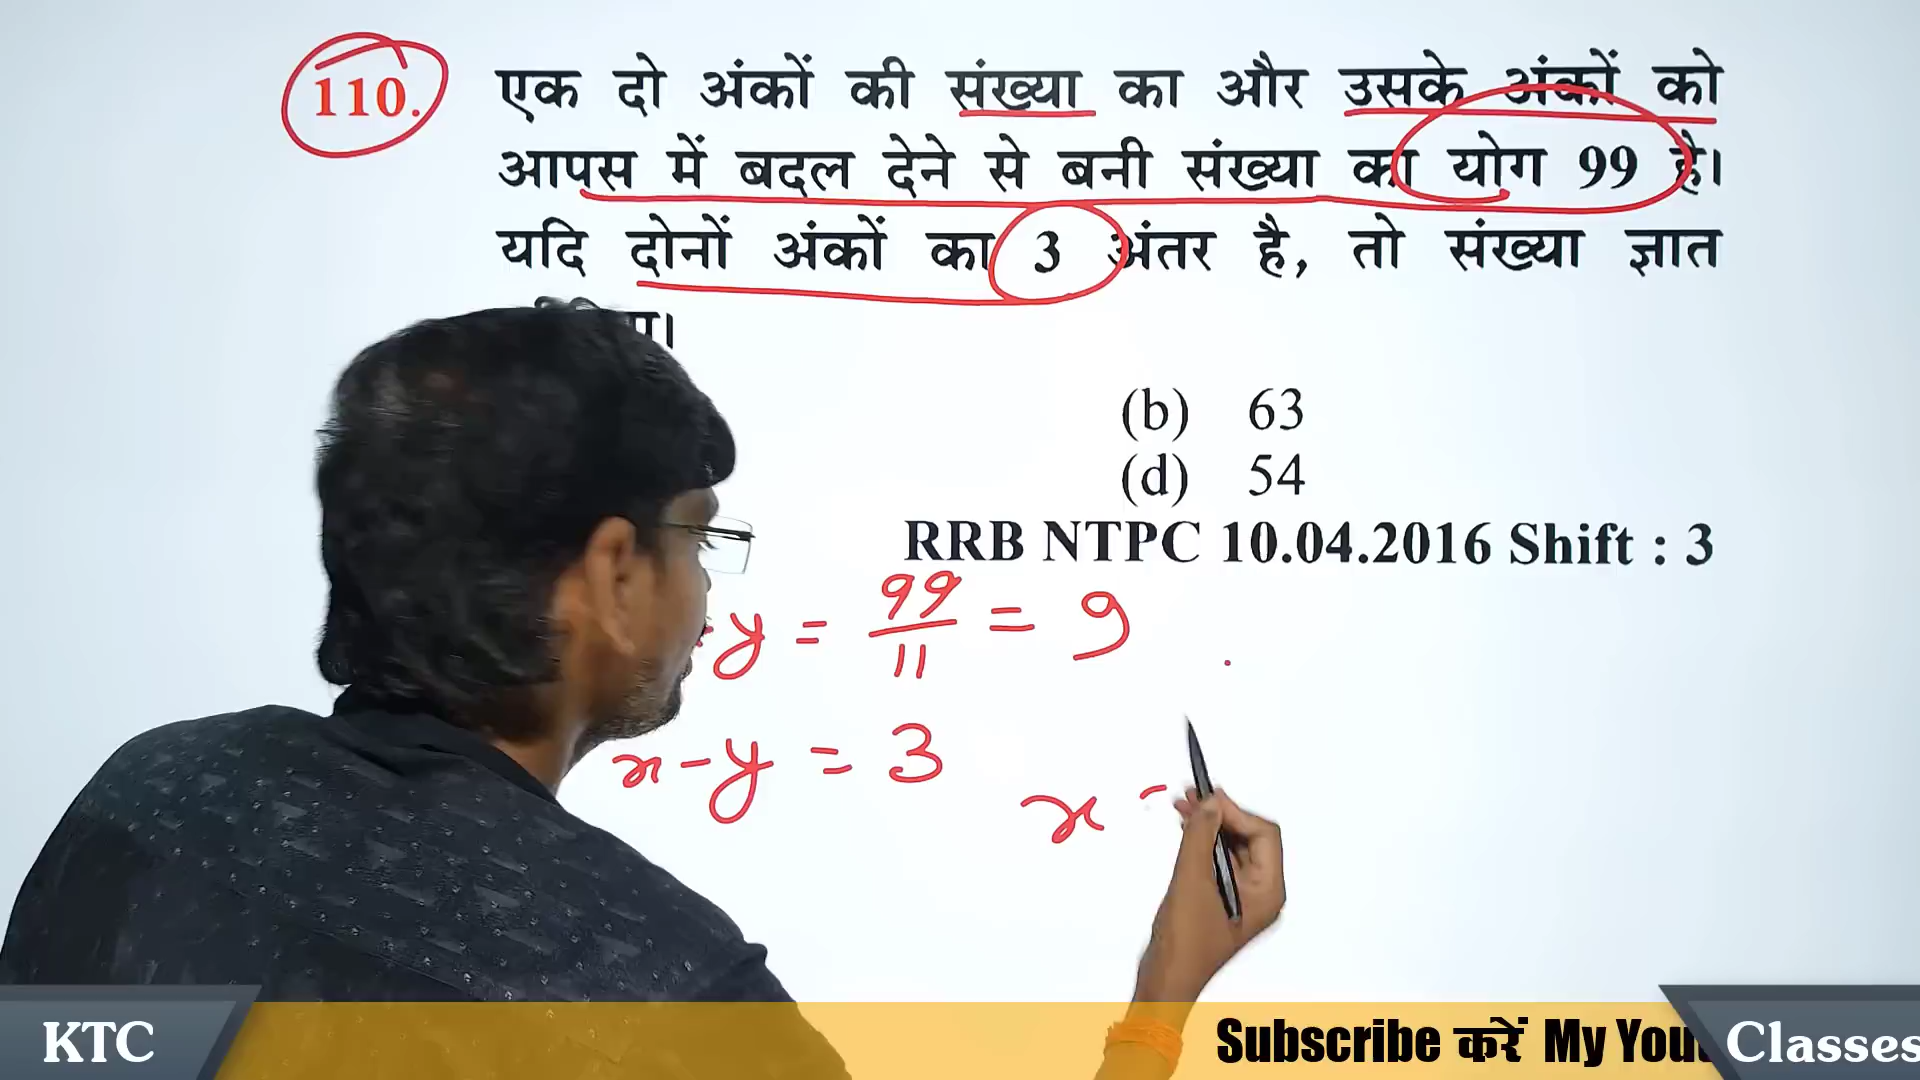 110. एक दो अंकों की संख्या का और उसके अंकों को
आपस में बदल देने से बनी संख्या का योग 99 है।
यदि दोनों अंकों का 3 अंतर है, तो संख्या ज्ञात
(b) 63
(d) 54
RRB NTPC 10.04.2016 Shift : 3
y = 99/11 = 9
x - y = 3
x =
KTC
Subscribe करें My
Classes